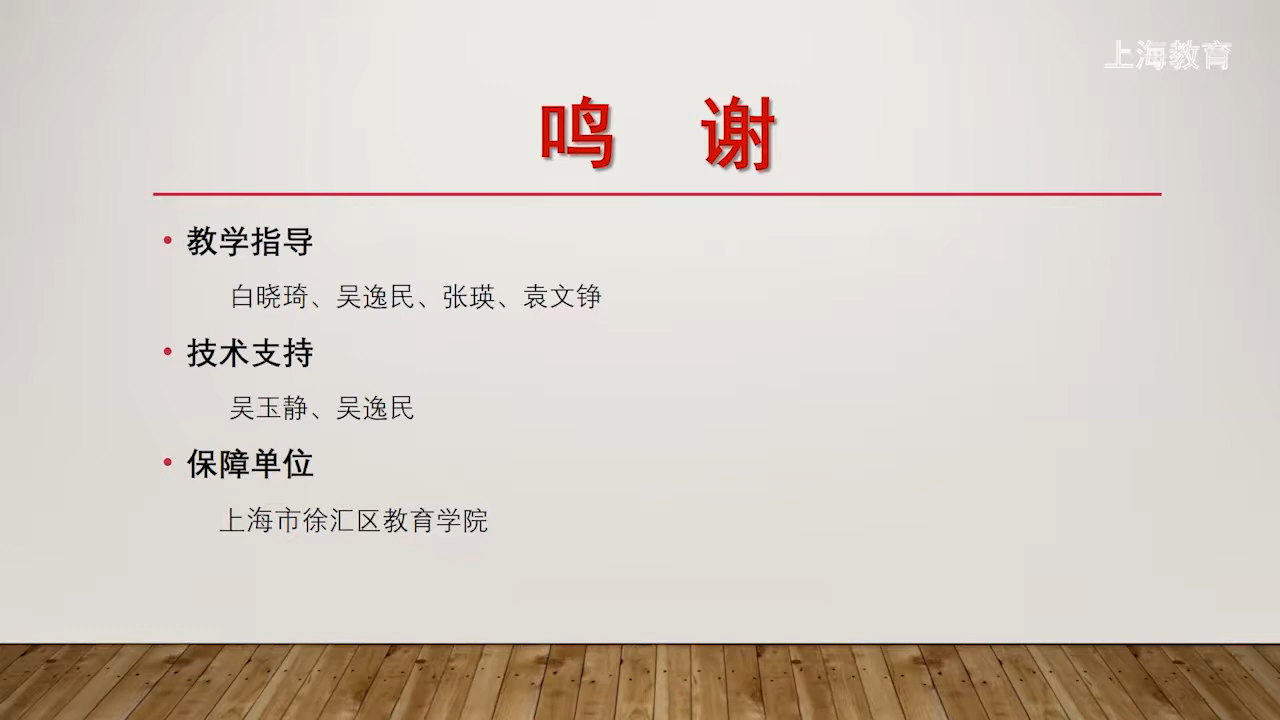 上海教育
鸣 谢
• 教学指导
白晓琦、吴逸民、张瑛、袁文铮
• 技术支持
吴玉静、吴逸民
• 保障单位
上海市徐汇区教育学院